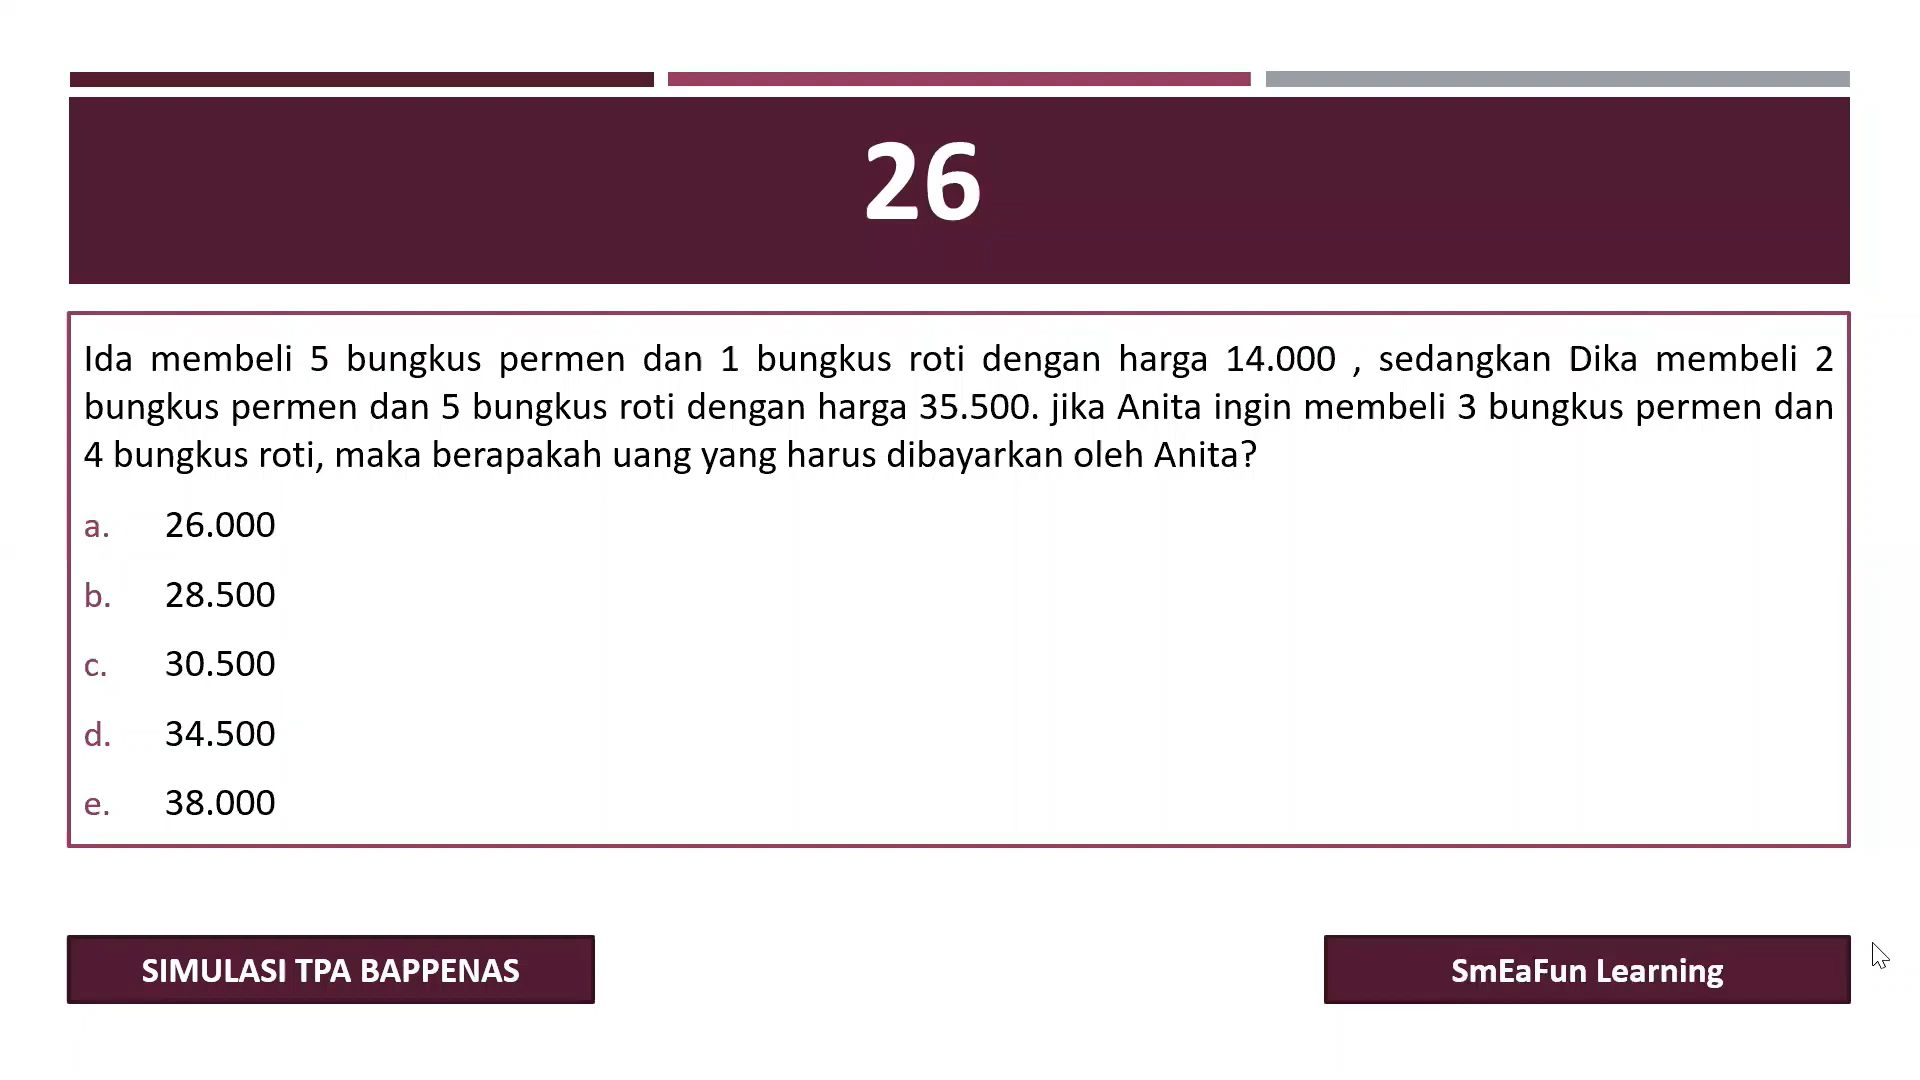 26
Ida membeli 5 bungkus permen dan 1 bungkus roti dengan harga 14.000 , sedangkan Dika membeli 2
bungkus permen dan 5 bungkus roti dengan harga 35.500. jika Anita ingin membeli 3 bungkus permen dan
4 bungkus roti, maka berapakah uang yang harus dibayarkan oleh Anita?
a. 26.000
b. 28.500
c. 30.500
d. 34.500
e. 38.000
SIMULASI TPA BAPPENAS
SmEaFun Learning